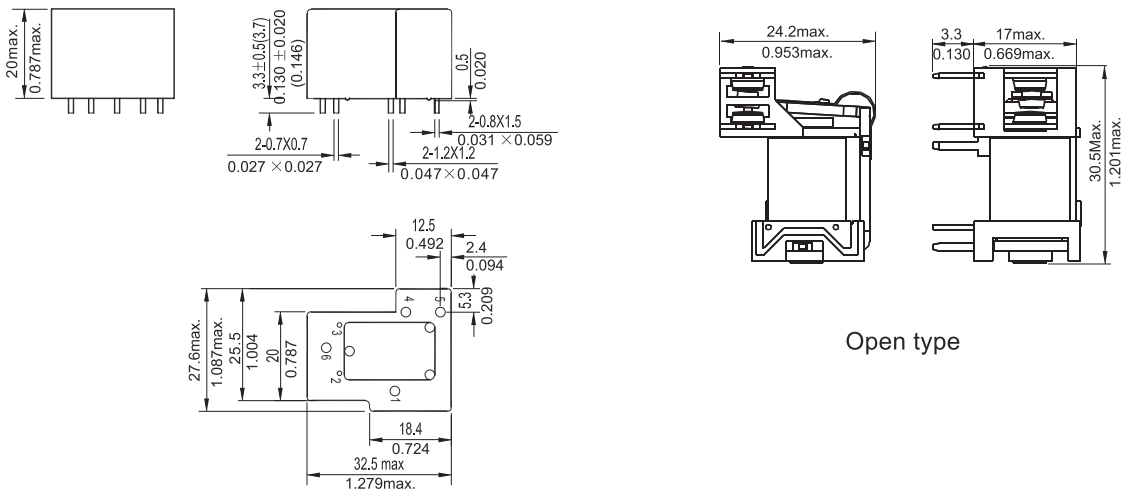 20max.
0.787max.
3.3±0.5(3.7)
0.130±0.020
(0.146)
0.5
0.020
2-0.7X0.7
0.027×0.027
2-0.8X1.5
0.031×0.059
2-1.2X1.2
0.047×0.047
24.2max.
0.953max.
3.3
0.130
17max.
0.669max.
30.5Max.
1.201max.
Open type
12.5
0.492
2.4
0.094
5.3
0.209
27.6max.
1.087max.
25.5
1.004
20
0.787
4
5
3
6
2
1
18.4
0.724
32.5 max
1.279max.